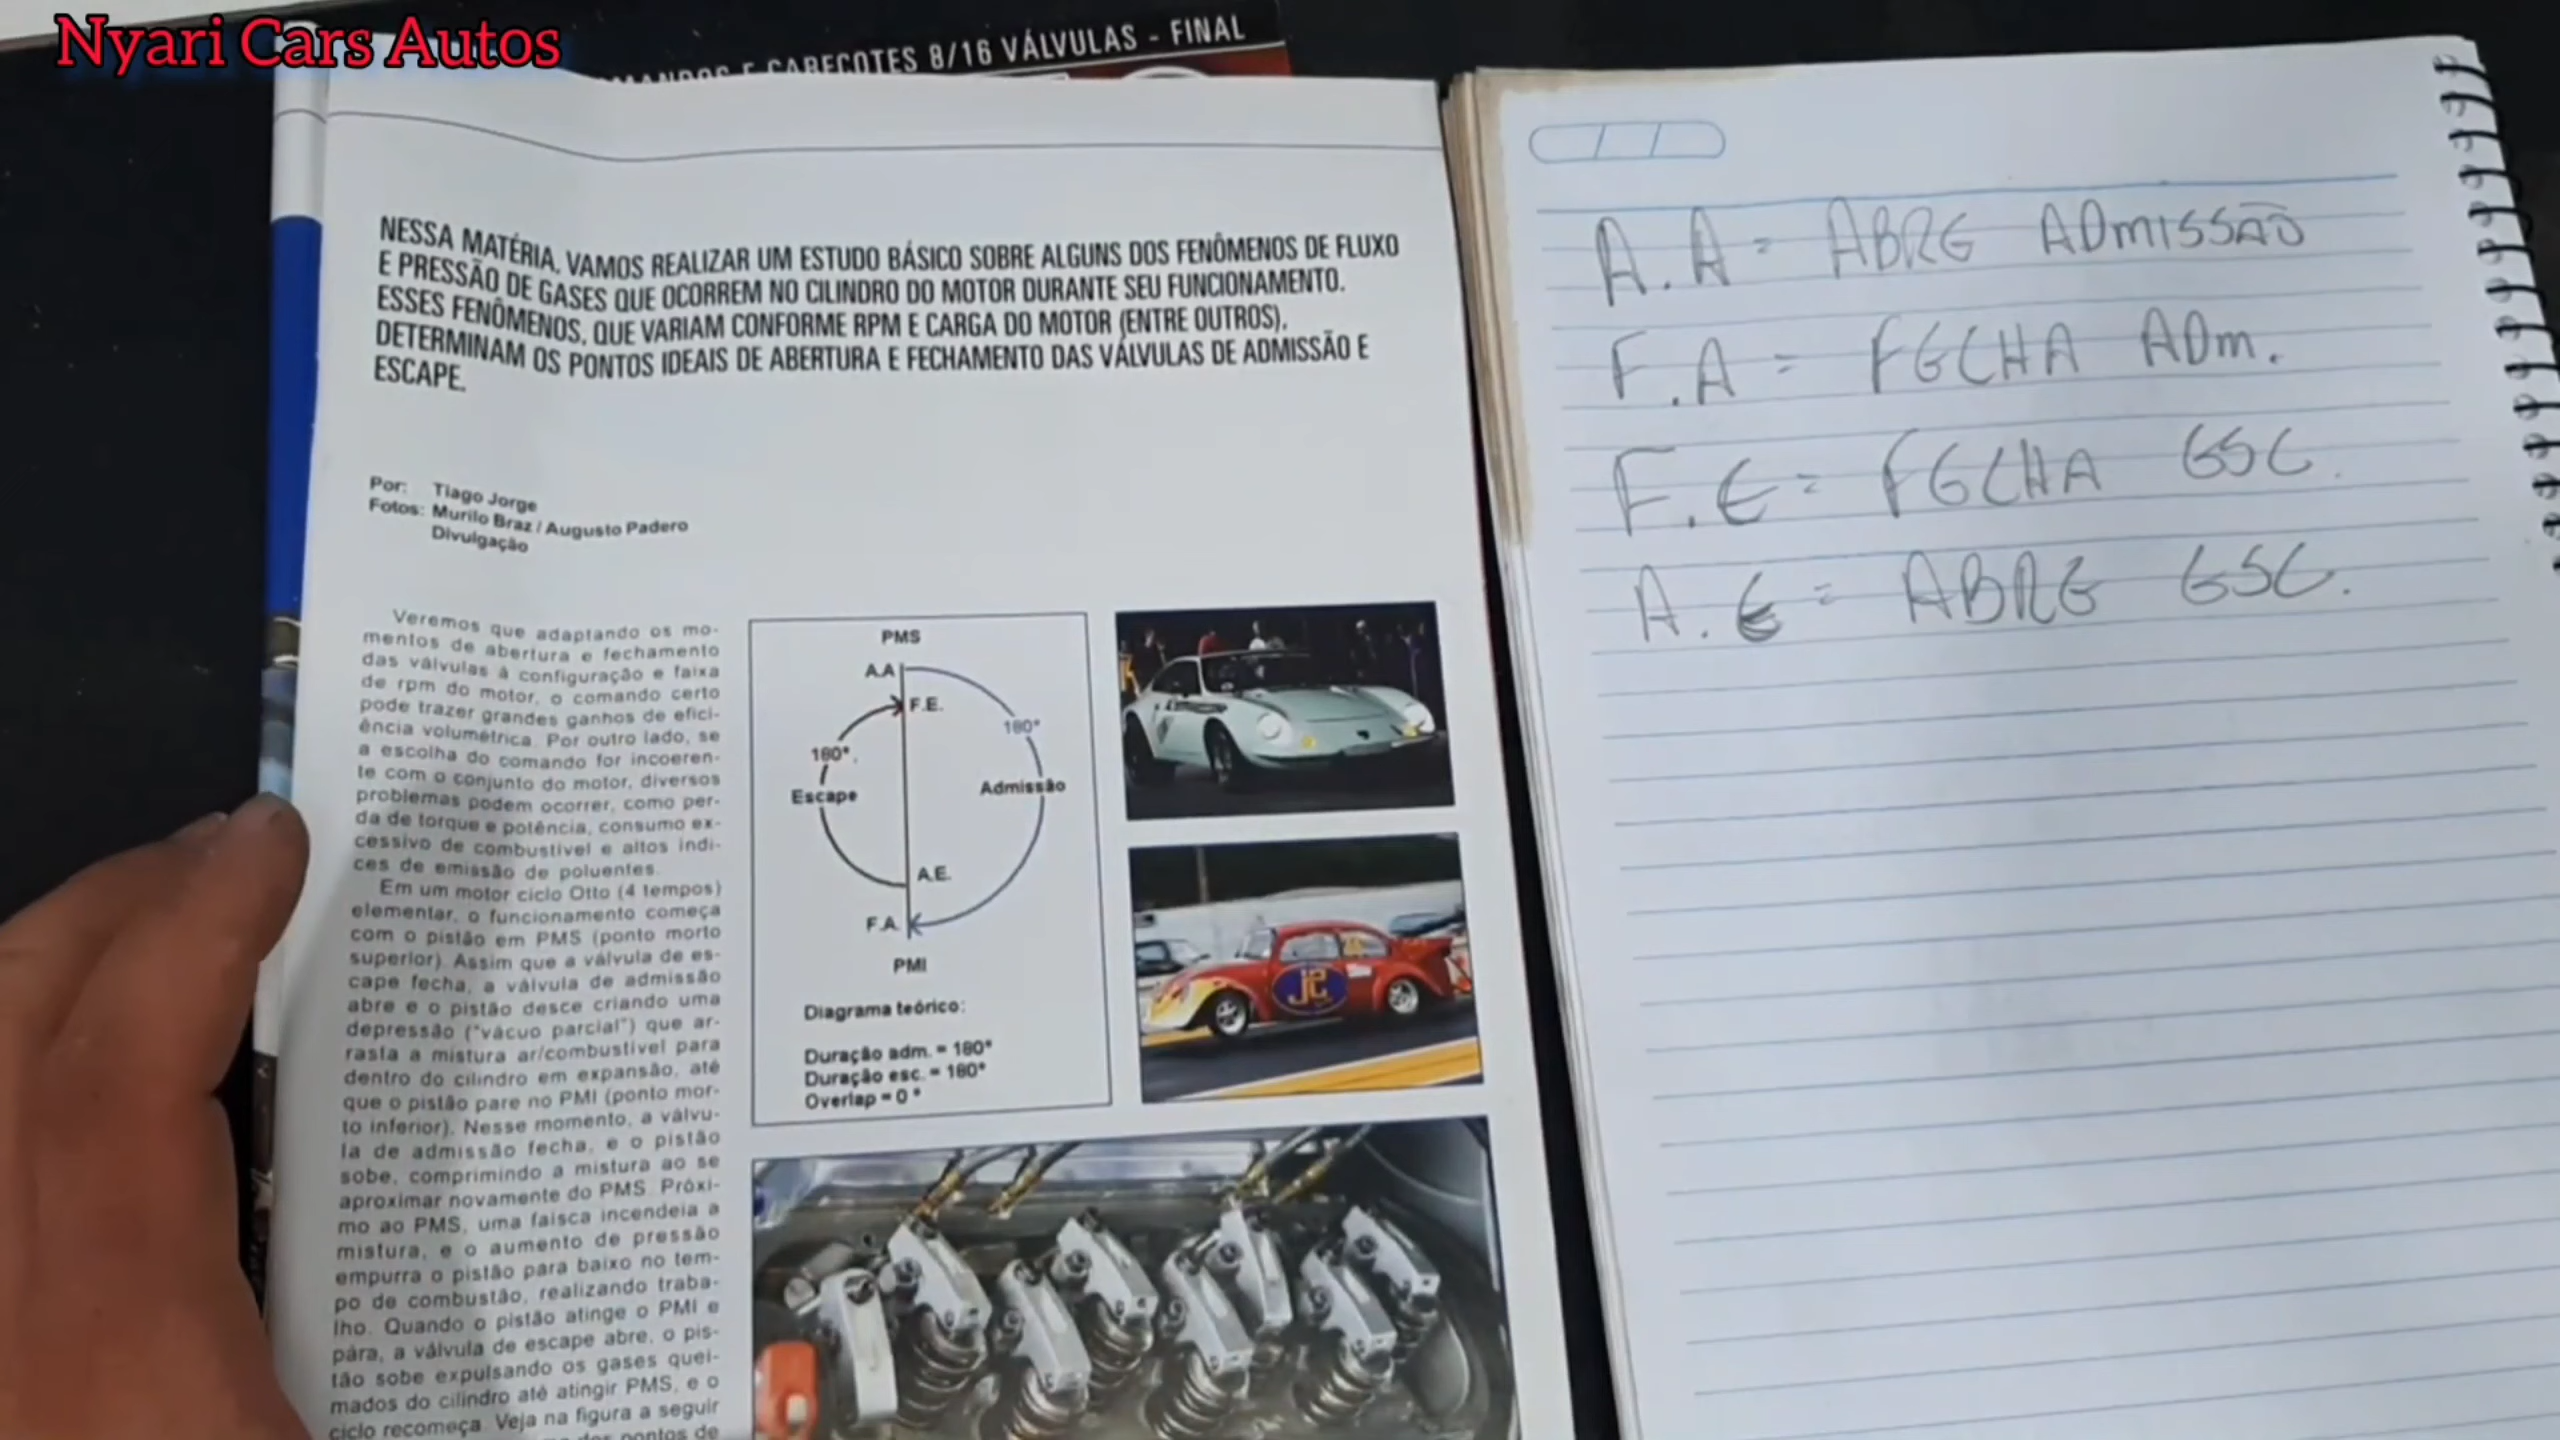 Nyari Cars Autos
E CABEÇOTES 8/16 VÁLVULAS - FINAL
NESSA MATÉRIA, VAMOS REALIZAR UM ESTUDO BÁSICO SOBRE ALGUNS DOS FENÔMENOS DE FLUXO
E PRESSÃO DE GASES QUE OCORREM NO CILINDRO DO MOTOR DURANTE SEU FUNCIONAMENTO.
ESSES FENÔMENOS, QUE VARIAM CONFORME RPM E CARGA DO MOTOR (ENTRE OUTROS),
DETERMINAM OS PONTOS IDEAIS DE ABERTURA E FECHAMENTO DAS VÁLVULAS DE ADMISSÃO E
ESCAPE.
Por: Tiago Jorge
Fotos: Murilo Braz / Augusto Padero
Divulgação
Veremos que adaptando os mo-
mentos de abertura e fechamento
das válvulas à configuração e faixa
de rpm do motor, o comando certo
pode trazer grandes ganhos de efici-
ência volumétrica. Por outro lado, se
a escolha do comando for incoeren-
te com o conjunto do motor, diversos
problemas podem ocorrer, como per-
da de torque e potência, consumo ex-
cessivo de combustível e altos índi-
ces de emissão de poluentes.
Em um motor ciclo Otto (4 tempos)
elementar, o funcionamento começa
com o pistão em PMS (ponto morto
superior). Assim que a válvula de es-
cape fecha, a válvula de admissão
abre e o pistão desce criando uma
depressão ("vácuo parcial") que ar-
rasta a mistura ar/combustível para
dentro do cilindro em expansão, até
que o pistão pare no PMI (ponto mor-
to inferior). Nesse momento, a válvu-
la de admissão fecha, e o pistão
sobe, comprimindo a mistura ao se
aproximar novamente do PMS. Próxi-
mo ao PMS, uma faísca incendeia a
mistura, e o aumento de pressão
empurra o pistão para baixo no tem-
po de combustão, realizando traba-
lho. Quando o pistão atinge o PMI e
pára, a válvula de escape abre, o pis-
tão sobe expulsando os gases quei-
mados do cilindro até atingir PMS, e o
ciclo recomeça. Veja na figura a seguir
pontos de
PMS
A.A
F.E.
180°
180°
Escape
Admissão
A.E.
F.A.
PMI
Diagrama teórico:
Duração adm. = 180°
Duração esc. = 180°
Overlap = 0°
A.A = ABRE ADMISSÃO
F.A = FECHA ADM.
F.E = FECHA ESC.
A.E = ABRE ESC.